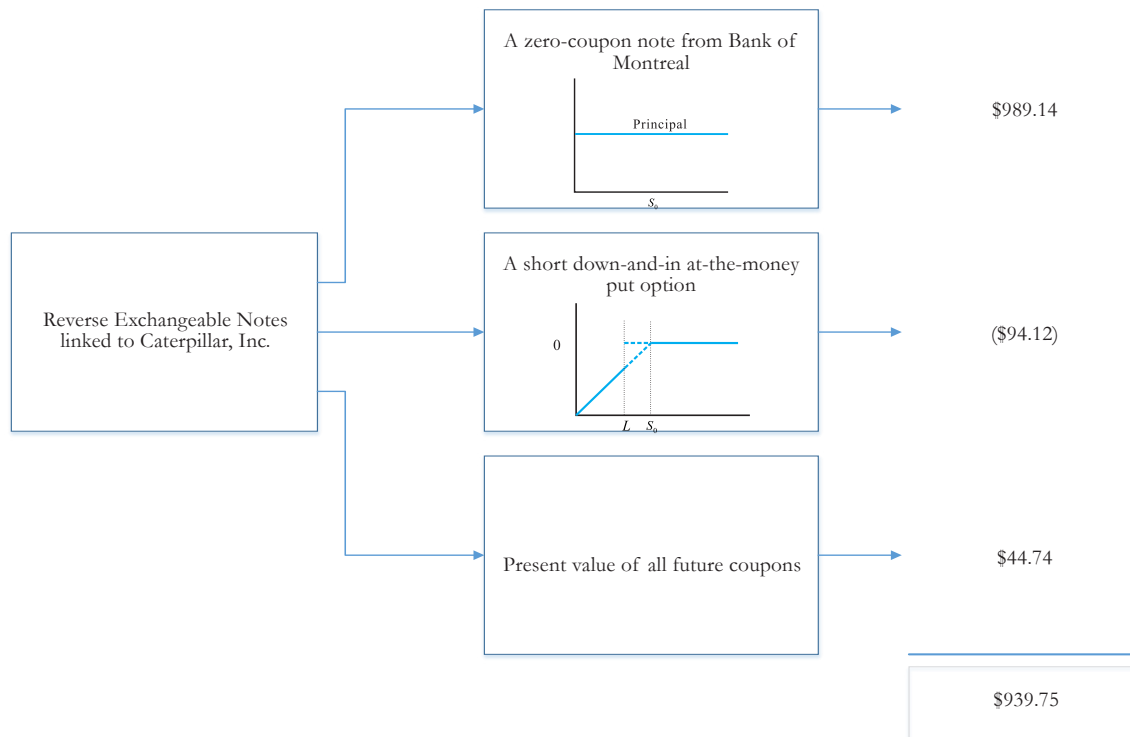 A zero-coupon note from Bank of
Montreal
Principal
S₀
$989.14
Reverse Exchangeable Notes
linked to Caterpillar, Inc.
A short down-and-in at-the-money
put option
0
L S₀
($94.12)
Present value of all future coupons
$44.74
$939.75